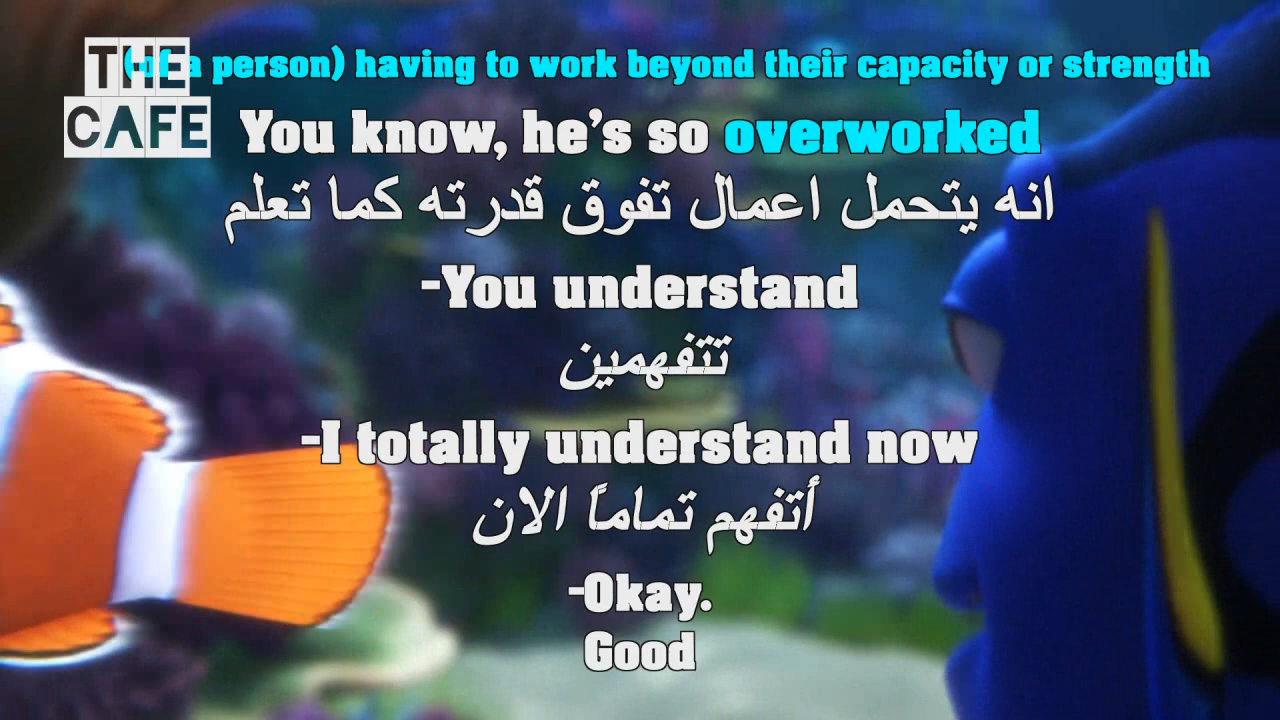 THE
CAFE
(of a person) having to work beyond their capacity or strength
You know, he's so overworked
انه يتحمل اعمال تفوق قدرته كما تعلم
-You understand
تتفهمين
-I totally understand now
أتفهم تماماً الان
-Okay.
Good